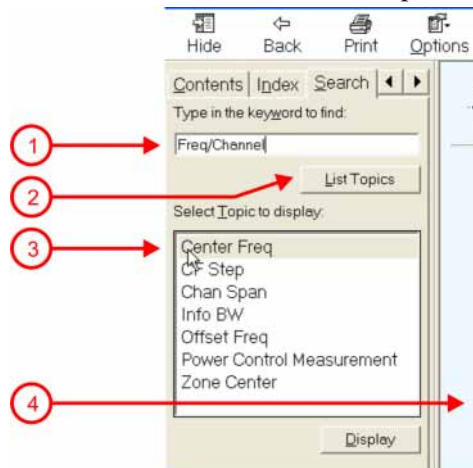 Hide Back Print Options
Contents Index Search
Type in the keyword to find:
1
Freq/Channel
2
List Topics
Select Topic to display:
3
Center Freq
CF Step
Chan Span
Info BW
Offset Freq
Power Control Measurement
Zone Center
4
Display